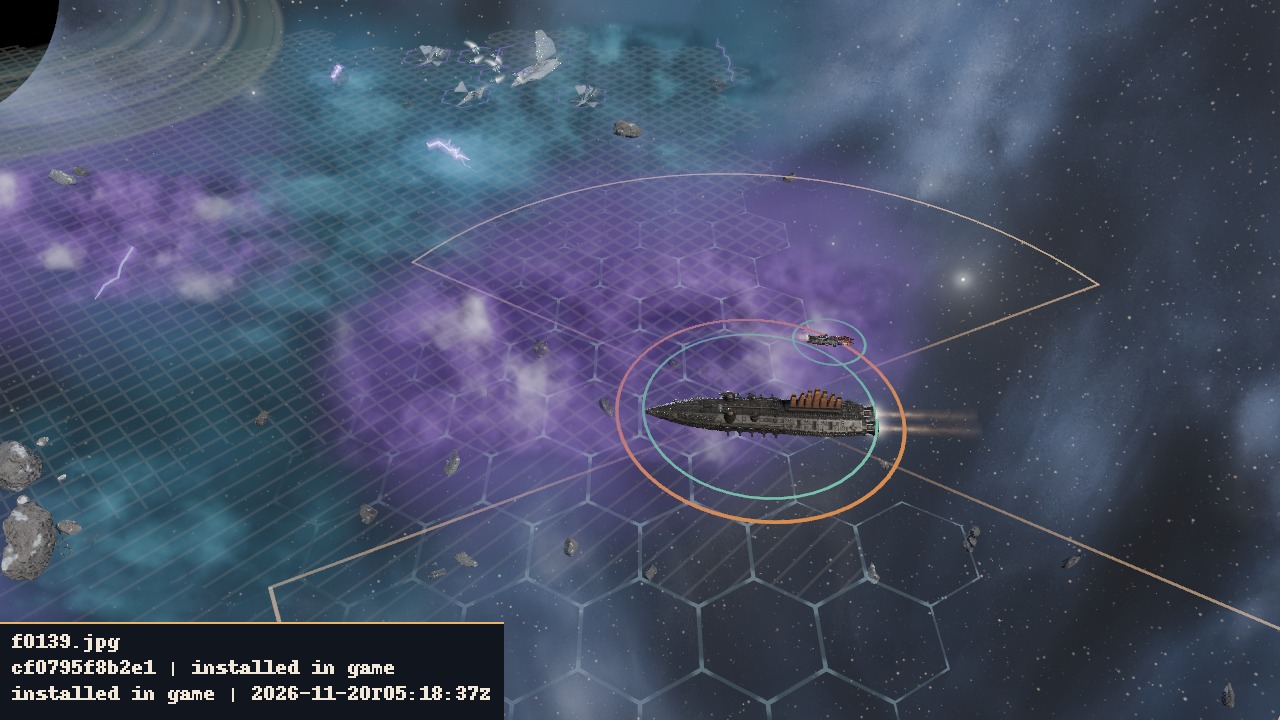 f0139.jpg
cf0795f8b2e1 | installed in game
installed in game | 2026-11-20T05:18:37Z